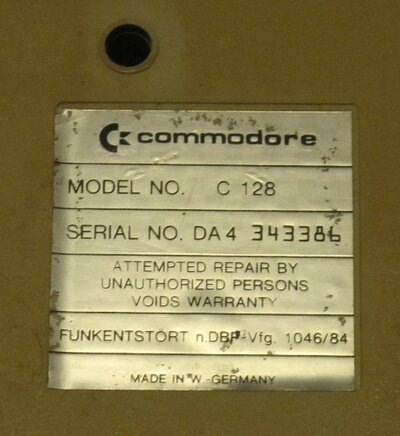 commodore
MODEL NO. C 128
SERIAL NO. DA4 343386
ATTEMPTED REPAIR BY
UNAUTHORIZED PERSONS
VOIDS WARRANTY
FUNKENTSTÖRT n.DBP-Vfg. 1046/84
MADE IN W.-GERMANY